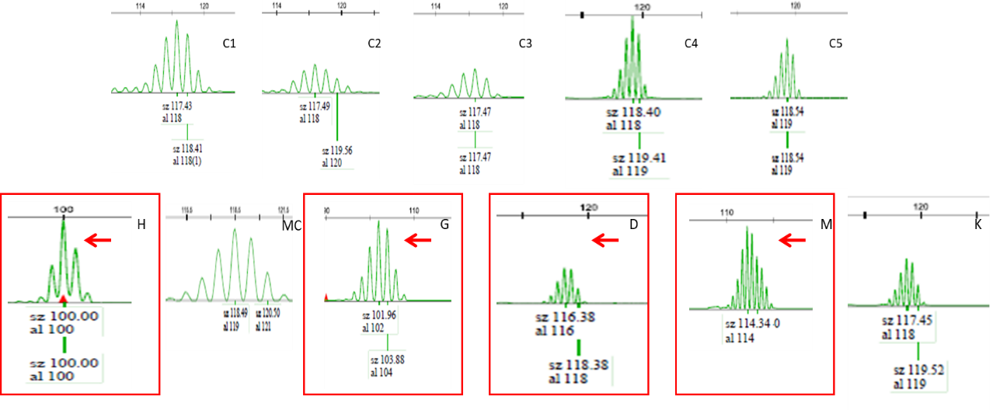 114 120
C1
sz 117.43
al 118
sz 118.41
al 118(1)
114 120
C2
sz 117.49
al 118
sz 119.56
al 120
114 120
C3
sz 117.47
al 118
sz 117.47
al 118
120
C4
sz 118.40
al 118
sz 119.41
al 119
120
C5
sz 118.54
al 119
sz 118.54
al 119
100
H
sz 100.00
al 100
sz 100.00
al 100
115.5 118.5 121.5
MC
sz 118.49 sz 120.50
al 119 al 121
90 110
G
sz 101.96
al 102
sz 103.88
al 104
120
D
sz 116.38
al 116
sz 118.38
al 118
110
M
sz 114.34 0
al 114
120
K
sz 117.45
al 118
sz 119.52
al 119